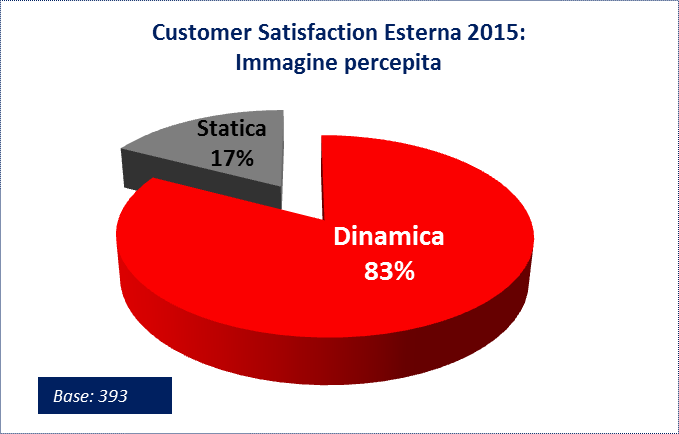 Customer Satisfaction Esterna 2015:
Immagine percepita
Statica
17%
Dinamica
83%
Base: 393